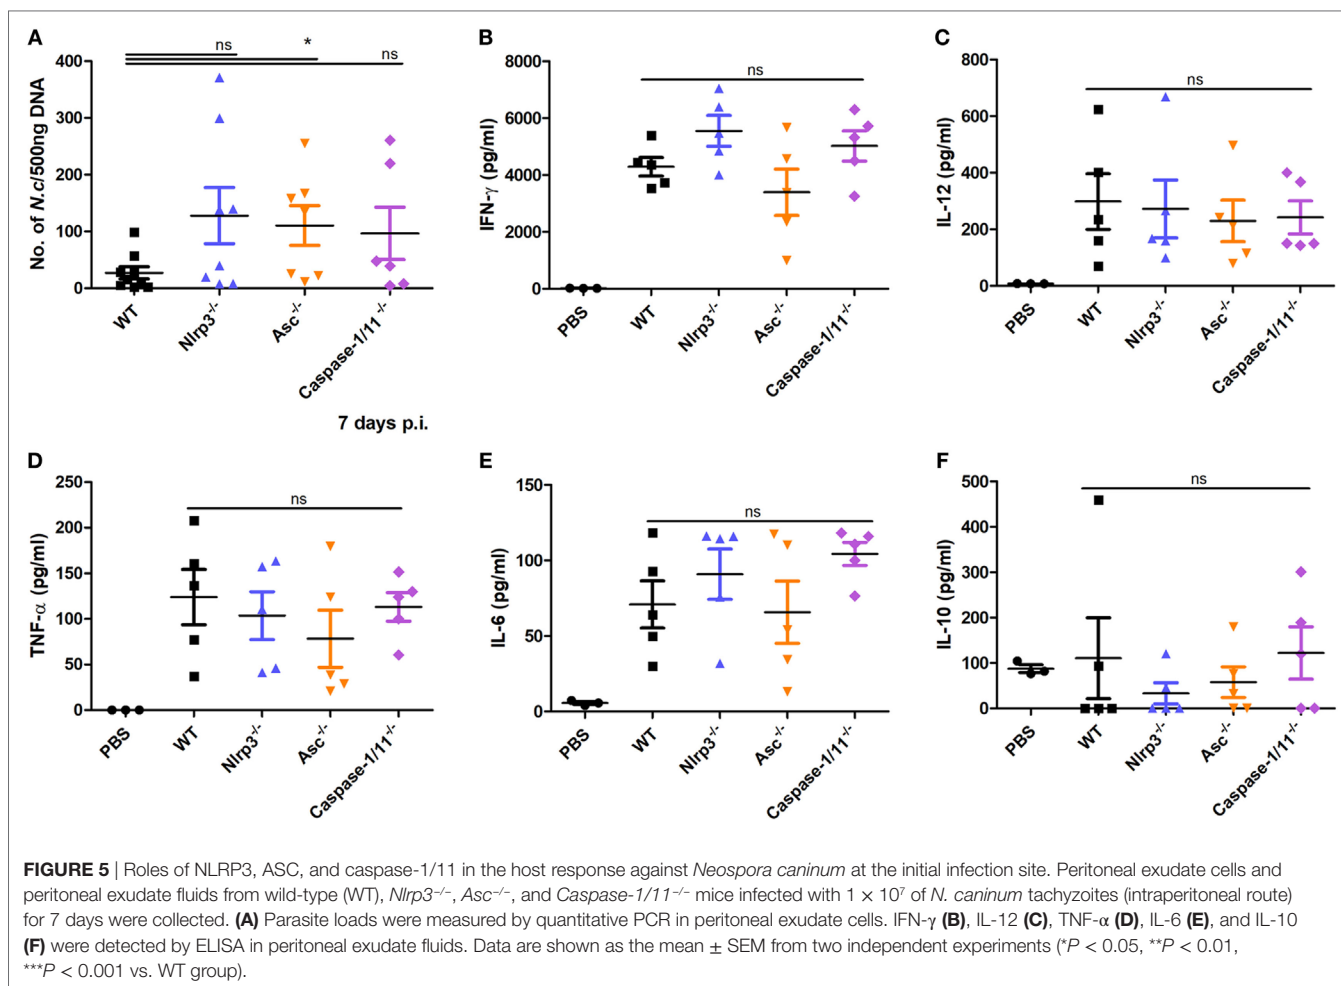 A
ns
*
ns
400
300
200
100
0
No. of N.c/500ng DNA
WT
Nlrp3-/-
Asc-/-
Caspase-1/11-/-
7 days p.i.
B
ns
8000
6000
4000
2000
0
IFN-γ (pg/ml)
PBS
WT
Nlrp3-/-
Asc-/-
Caspase-1/11-/-
C
ns
800
600
400
200
0
IL-12 (pg/ml)
PBS
WT
Nlrp3-/-
Asc-/-
Caspase-1/11-/-
D
ns
250
200
150
100
50
0
TNF-α (pg/ml)
PBS
WT
Nlrp3-/-
Asc-/-
Caspase-1/11-/-
E
ns
150
100
50
0
IL-6 (pg/ml)
PBS
WT
Nlrp3-/-
Asc-/-
Caspase-1/11-/-
F
ns
500
400
300
200
100
0
IL-10 (pg/ml)
PBS
WT
Nlrp3-/-
Asc-/-
Caspase-1/11-/-
FIGURE 5 | Roles of NLRP3, ASC, and caspase-1/11 in the host response against Neospora caninum at the initial infection site. Peritoneal exudate cells and
peritoneal exudate fluids from wild-type (WT), Nlrp3−/−, Asc−/−, and Caspase-1/11−/− mice infected with 1 × 10⁷ of N. caninum tachyzoites (intraperitoneal route)
for 7 days were collected. (A) Parasite loads were measured by quantitative PCR in peritoneal exudate cells. IFN-γ (B), IL-12 (C), TNF-α (D), IL-6 (E), and IL-10
(F) were detected by ELISA in peritoneal exudate fluids. Data are shown as the mean ± SEM from two independent experiments (*P < 0.05, **P < 0.01,
***P < 0.001 vs. WT group).